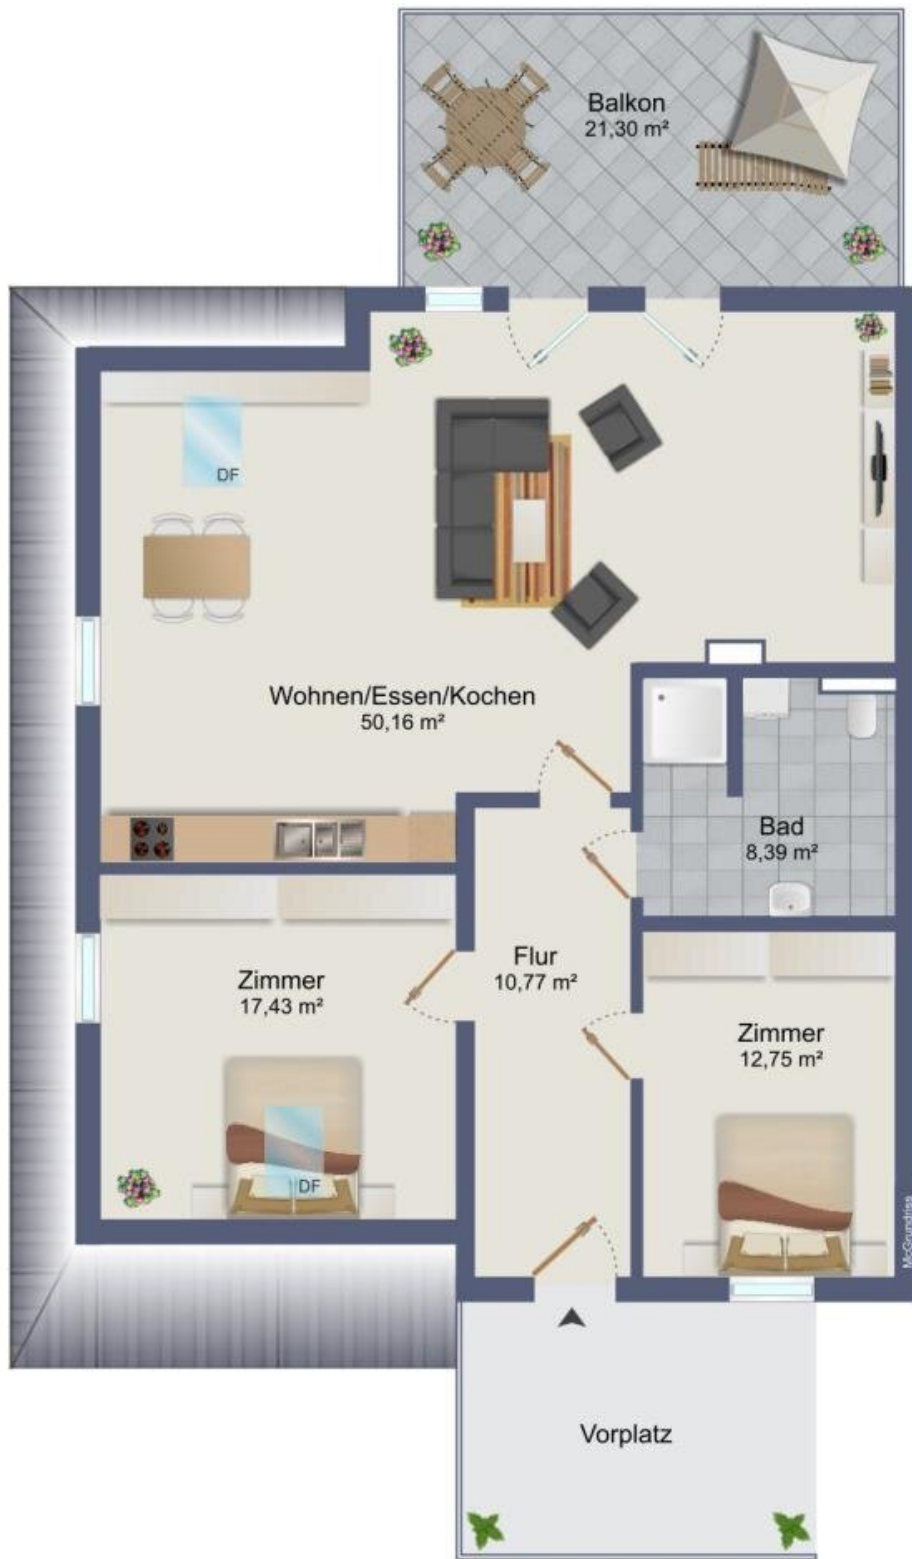 Balkon
21,30 m²
DF
Wohnen/Essen/Kochen
50,16 m²
Bad
8,39 m²
Flur
10,77 m²
Zimmer
17,43 m²
Zimmer
12,75 m²
DF
McGrundriss
Vorplatz